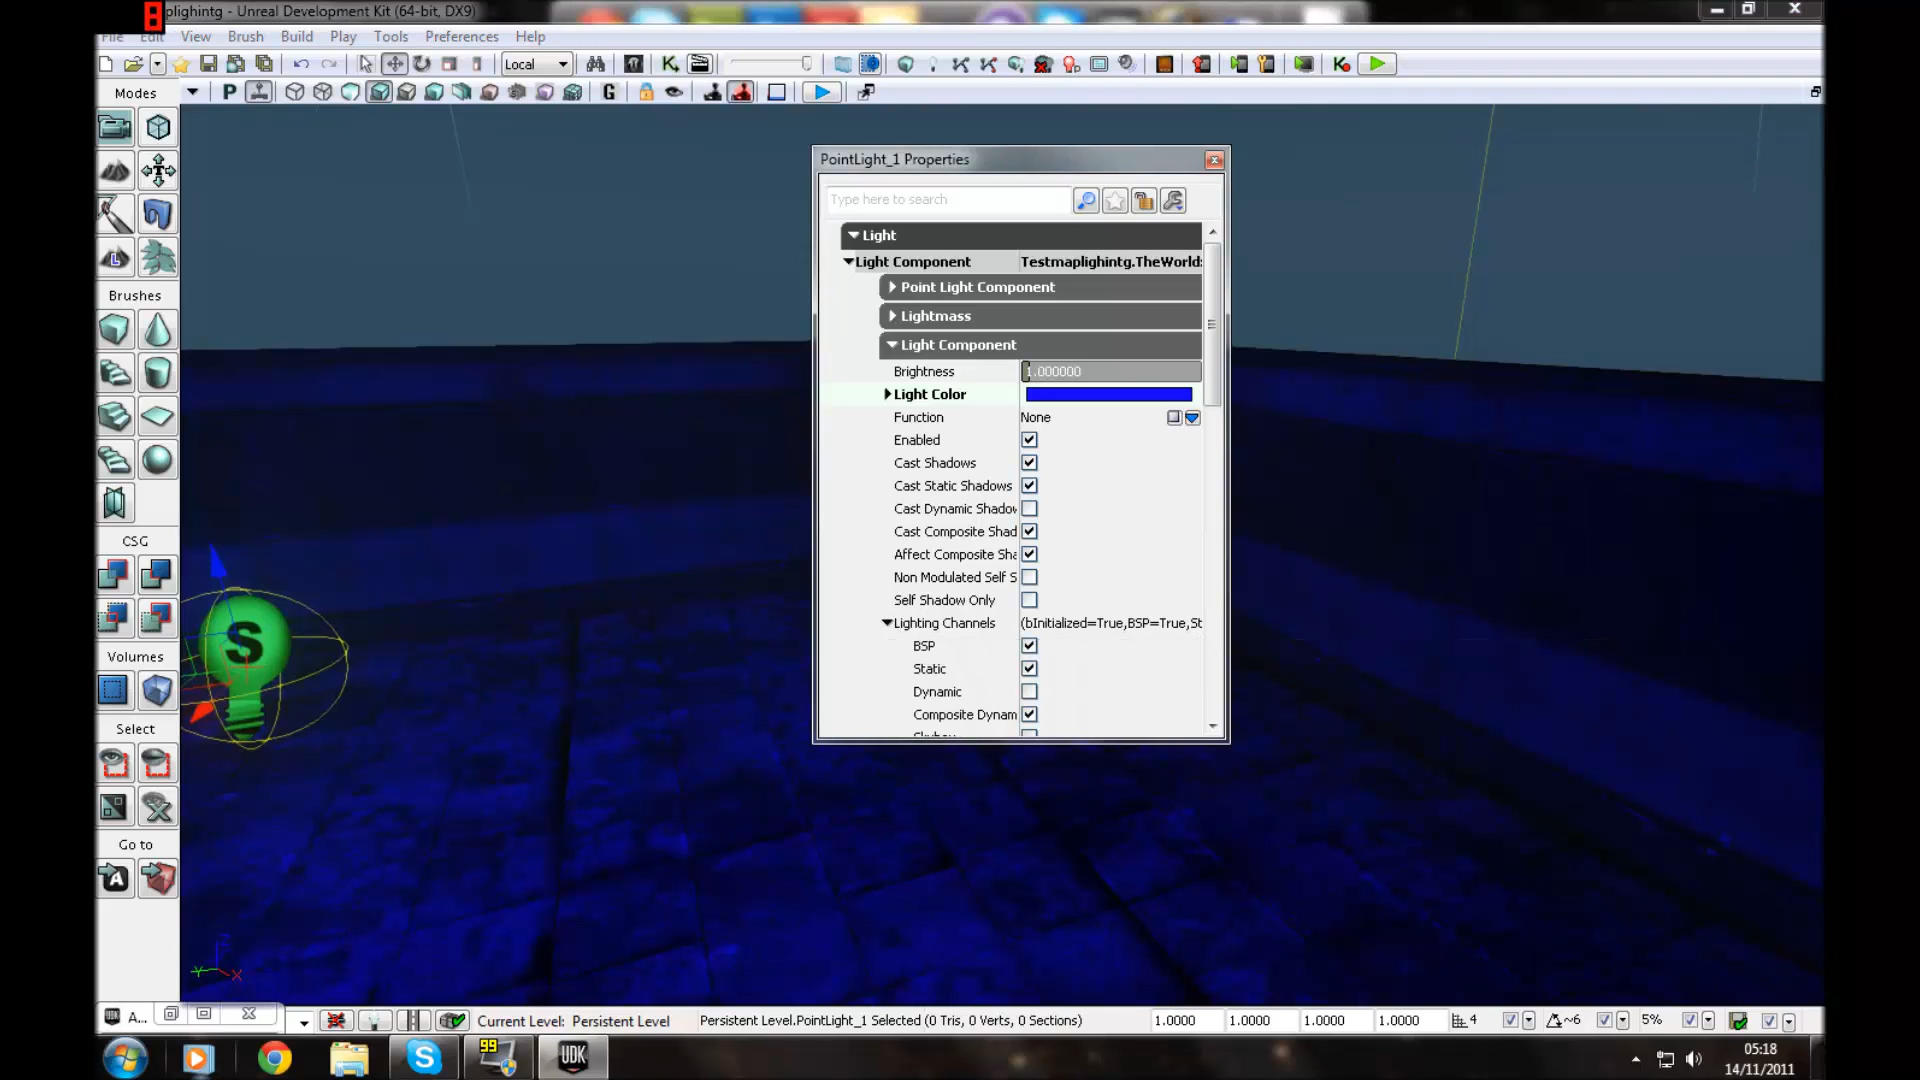 8
plighintg - Unreal Development Kit (64-bit, DX9)
File Edit View Brush Build Play Tools Preferences Help
Local
Modes
P
G
PointLight_1 Properties
Type here to search
Light
Light Component Testmaplighintg.TheWorld:
Point Light Component
Lightmass
Light Component
Brightness 1.000000
Light Color
Function None
Enabled
Cast Shadows
Cast Static Shadows
Cast Dynamic Shadov
Cast Composite Shad
Affect Composite Sha
Non Modulated Self S
Self Shadow Only
Lighting Channels (bInitialized=True,BSP=True,St
BSP
Static
Dynamic
Composite Dynam
Brushes
CSG
S
Volumes
Select
Go to
A
Y X
A... Current Level: Persistent Level Persistent Level.PointLight_1 Selected (0 Tris, 0 Verts, 0 Sections) 1.0000 1.0000 1.0000 1.0000 4 ~6 5%
99
S
UDK
05:18
14/11/2011